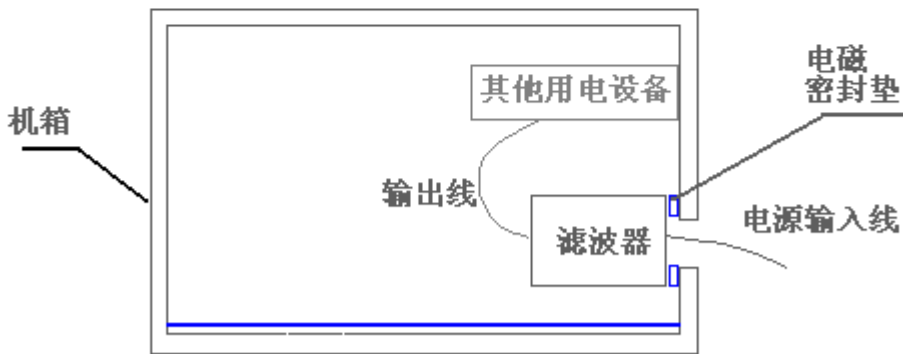 机箱
其他用电设备
电磁
密封垫
输出线
滤波器
电源输入线